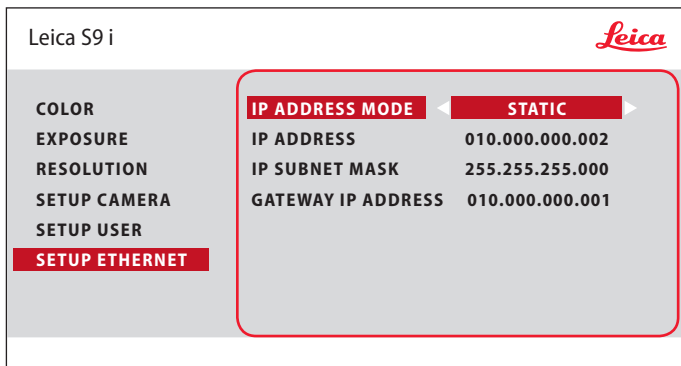 Leica S9 i
Leica
COLOR
EXPOSURE
RESOLUTION
SETUP CAMERA
SETUP USER
SETUP ETHERNET
IP ADDRESS MODE STATIC
IP ADDRESS 010.000.000.002
IP SUBNET MASK 255.255.255.000
GATEWAY IP ADDRESS 010.000.000.001